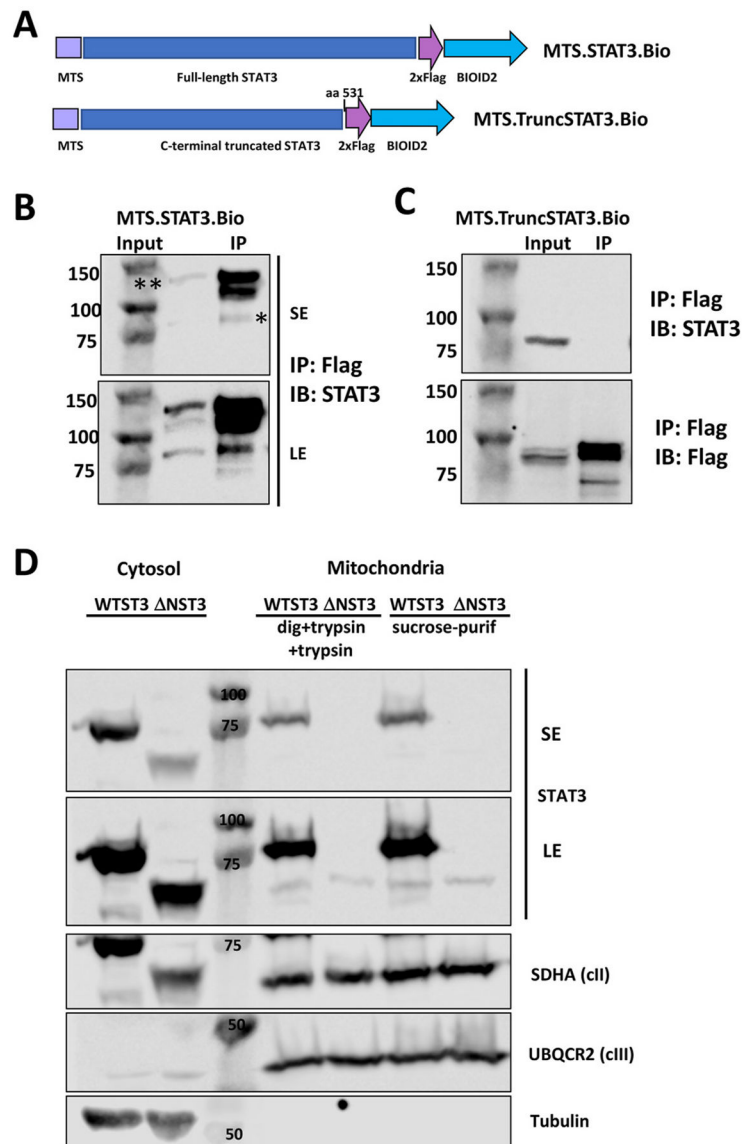 A
MTS.STAT3.Bio
MTS
Full-length STAT3
2xFlag
BIOID2
aa 531
MTS.TruncSTAT3.Bio
MTS
C-terminal truncated STAT3
2xFlag
BIOID2
B
MTS.STAT3.Bio
Input IP
150
**
100
75
*
SE
IP: Flag
IB: STAT3
150
100
75
LE
C
MTS.TruncSTAT3.Bio
Input IP
150
100
75
IP: Flag
IB: STAT3
150
100
75
IP: Flag
IB: Flag
D
Cytosol Mitochondria
WTST3 ΔNST3 WTST3 ΔNST3 WTST3 ΔNST3
dig+trypsin sucrose-purif
+trypsin
100
75
SE
STAT3
100
75
LE
75
SDHA (cII)
50
UBQCR2 (cIII)
50
Tubulin